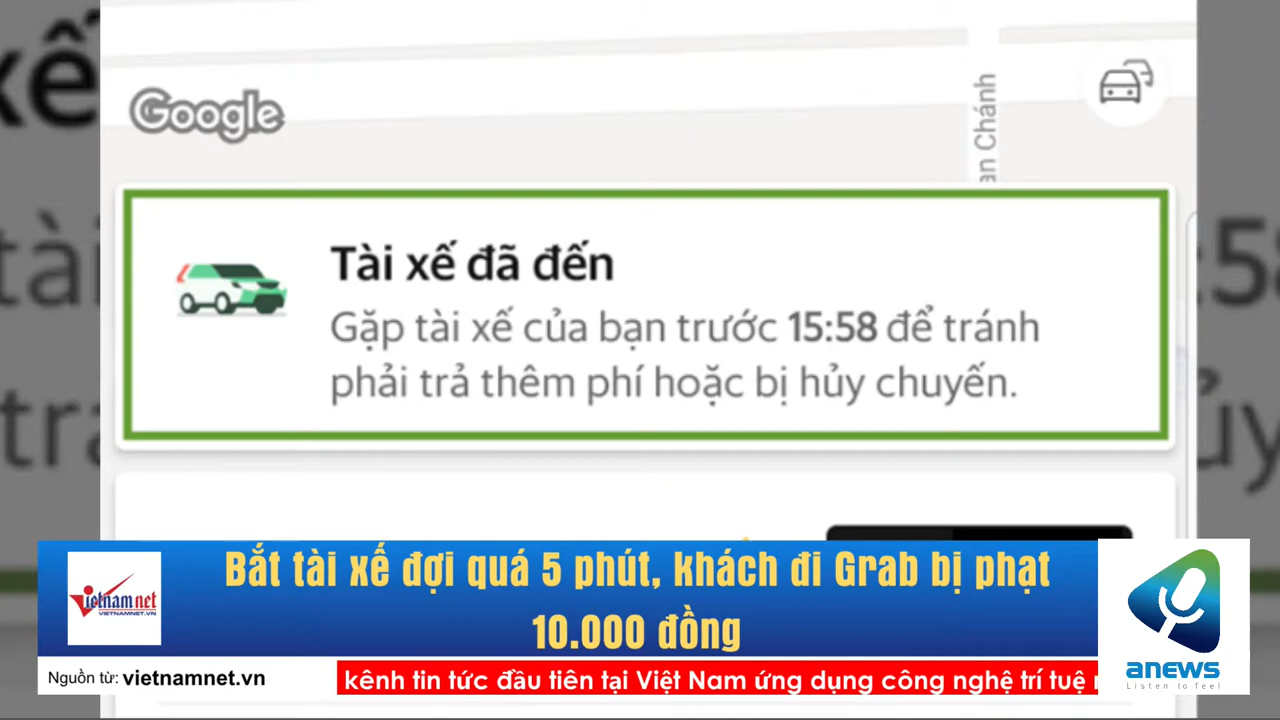 Google
Tài xế đã đến
Gặp tài xế của bạn trước 15:58 để tránh
phải trả thêm phí hoặc bị hủy chuyến.
Bắt tài xế đợi quá 5 phút, khách đi Grab bị phạt
10.000 đồng
Vietnamnet
VIETNAMNET.VN
Nguồn từ: vietnamnet.vn
kênh tin tức đầu tiên tại Việt Nam ứng dụng công nghệ trí tuệ
anews
Listen to feel